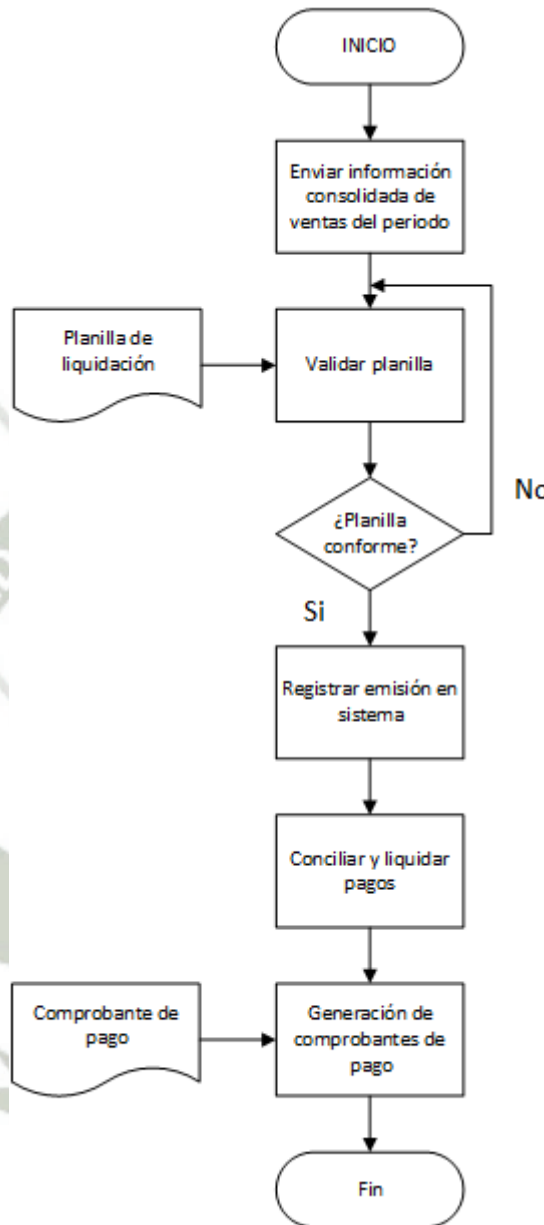 INICIO
Enviar información
consolidada de
ventas del periodo
Planilla de
liquidación
Validar planilla
¿Planilla
conforme?
No
Si
Registrar emisión en
sistema
Conciliar y liquidar
pagos
Comprobante de
pago
Generación de
comprobantes de
pago
Fin